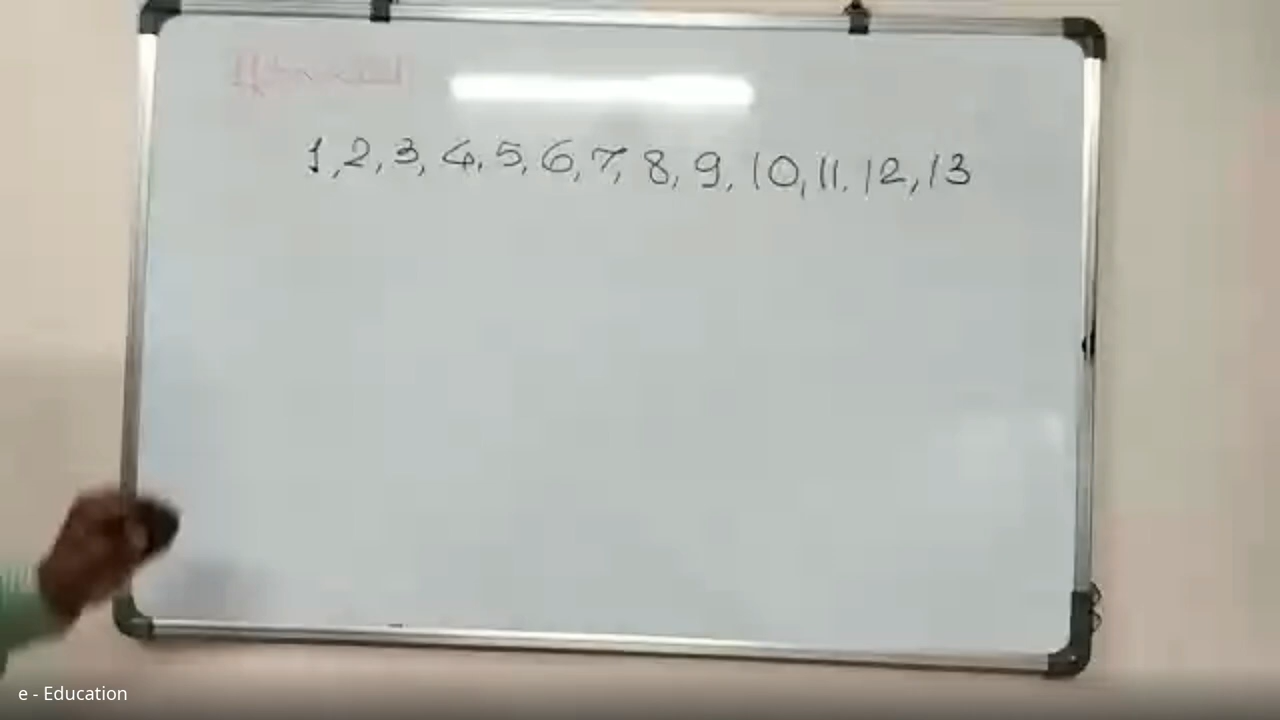 1, 2, 3, 4, 5, 6, 7, 8, 9, 10, 11, 12, 13
e - Education